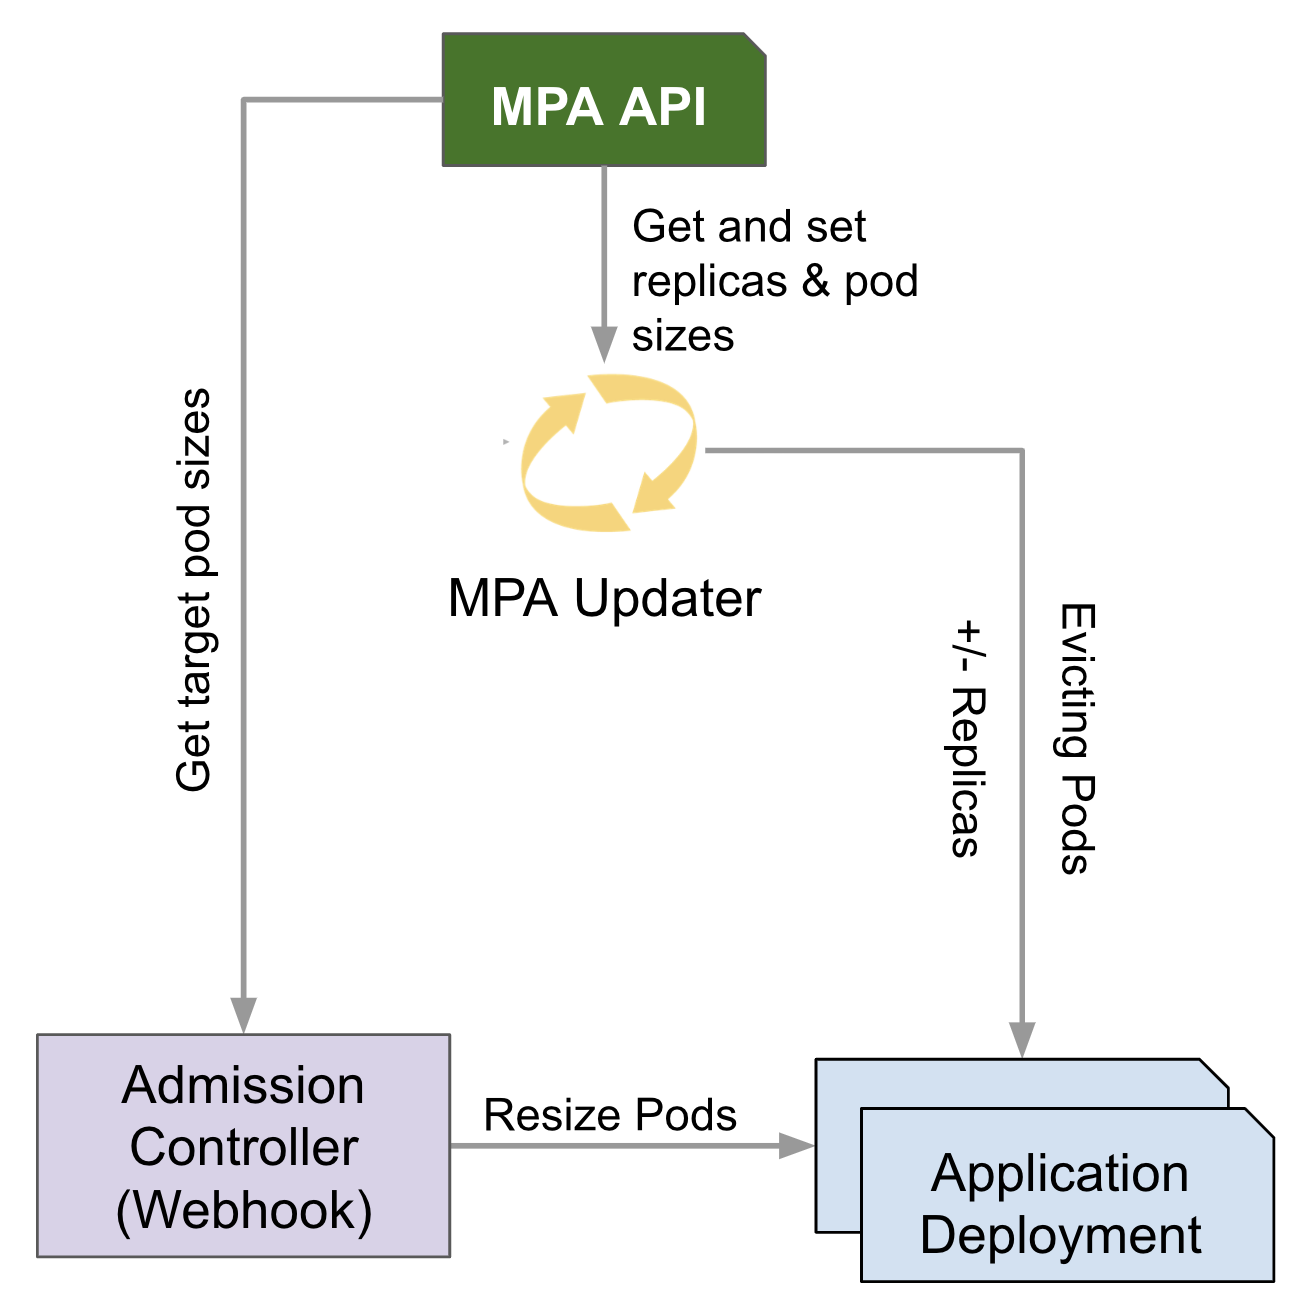 MPA API
Get and set
replicas & pod
sizes
Get target pod sizes
MPA Updater
+/- Replicas
Evicting Pods
Admission
Controller
(Webhook)
Resize Pods
Application
Deployment